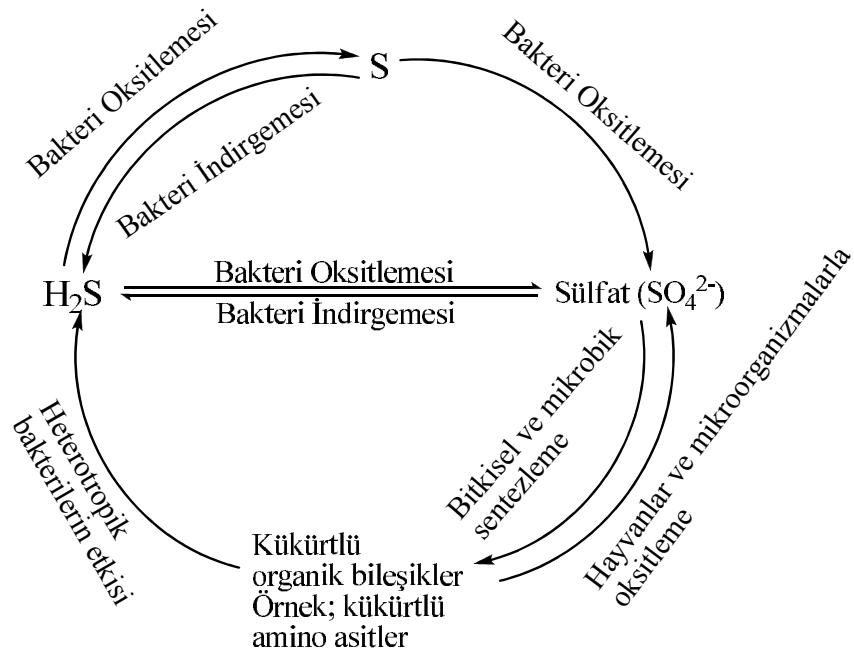 Bakteri Oksitlemesi
S
Bakteri Oksitlemesi
Bakteri İndirgemesi
H₂S
Bakteri Oksitlemesi
Bakteri İndirgemesi
Sülfat (SO₄²⁻)
Heterotropik
bakterilerin etkisi
Bitkisel ve mikrobik
sentezleme
Hayvanlar ve mikroorganizmalarla
oksitleme
Kükürtlü
organik bileşikler
Örnek; kükürtlü
amino asitler